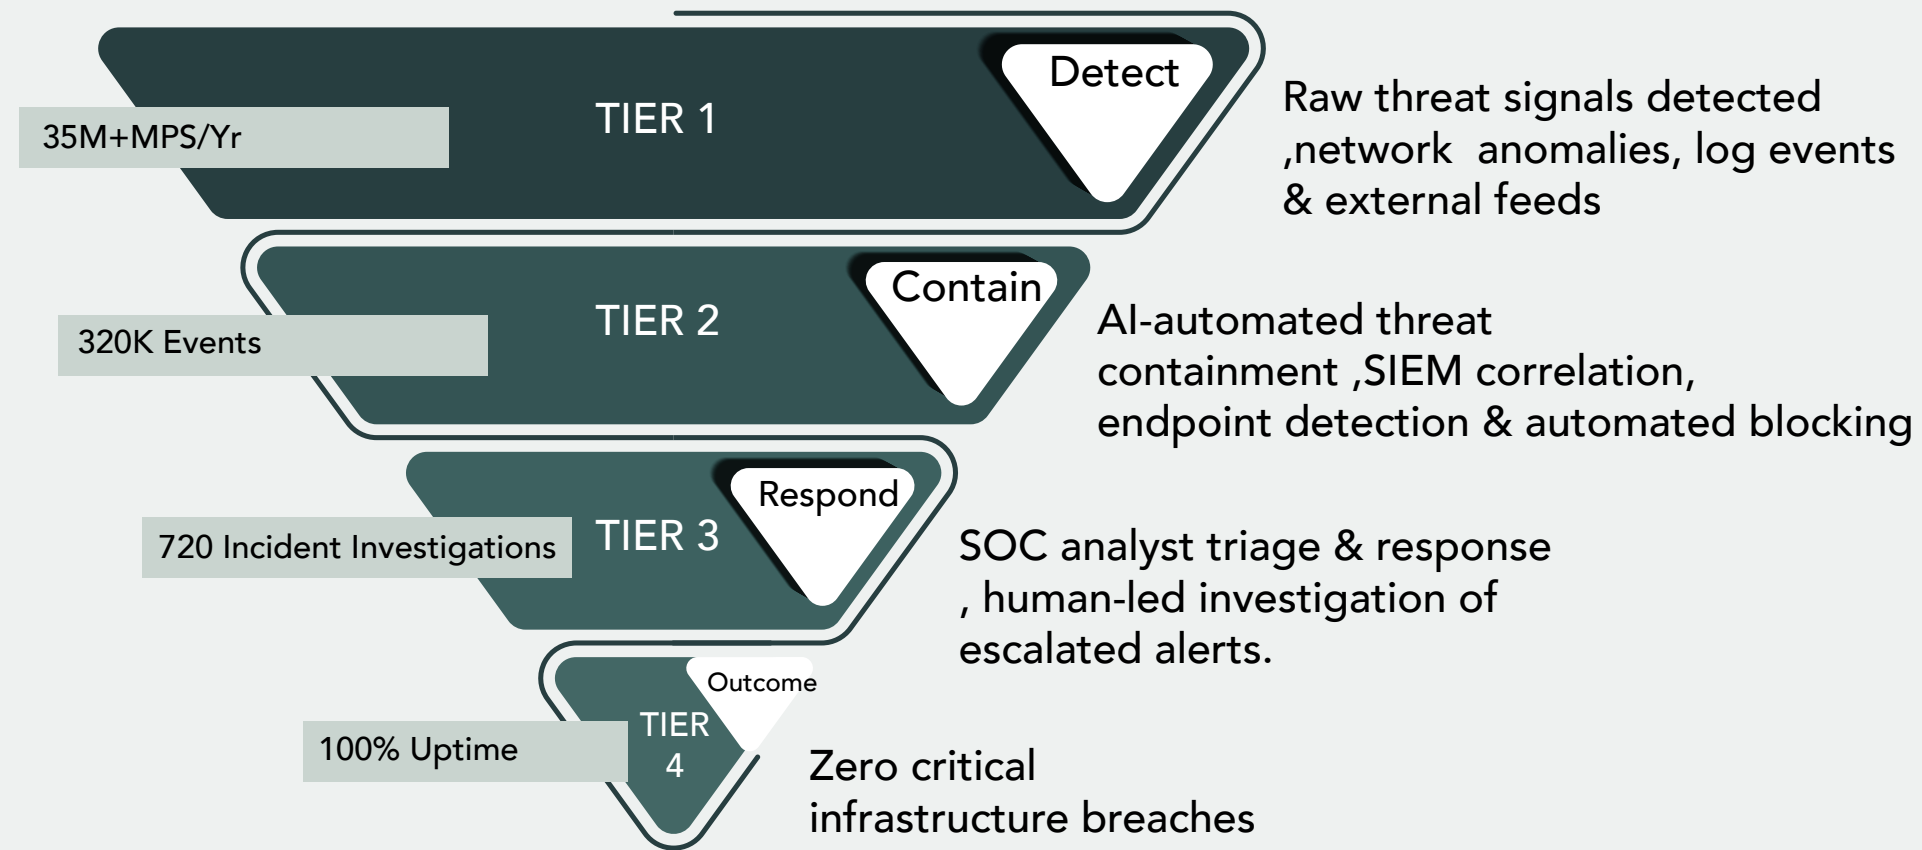 Detect
TIER 1
35M+MPS/Yr
Raw threat signals detected
,network  anomalies, log events
& external feeds
Contain
TIER 2
320K Events
AI-automated threat
containment ,SIEM correlation,
endpoint detection & automated blocking
Respond
TIER 3
720 Incident Investigations
SOC analyst triage & response
, human-led investigation of
escalated alerts.
Outcome
TIER
4
100% Uptime
Zero critical
infrastructure breaches